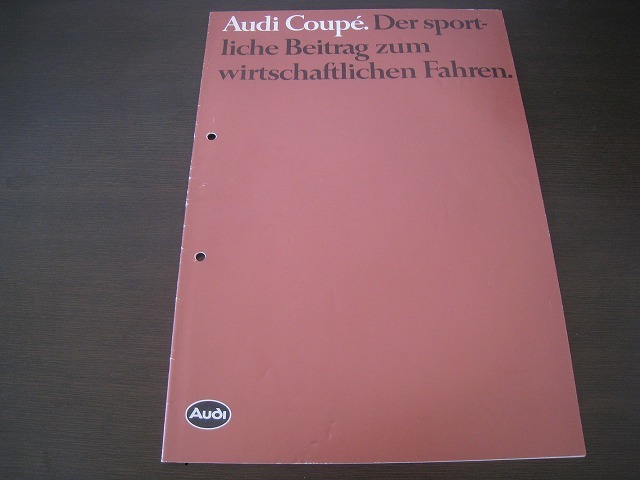 Audi Coupé. Der sport-
liche Beitrag zum
wirtschaftlichen Fahren.
Audi